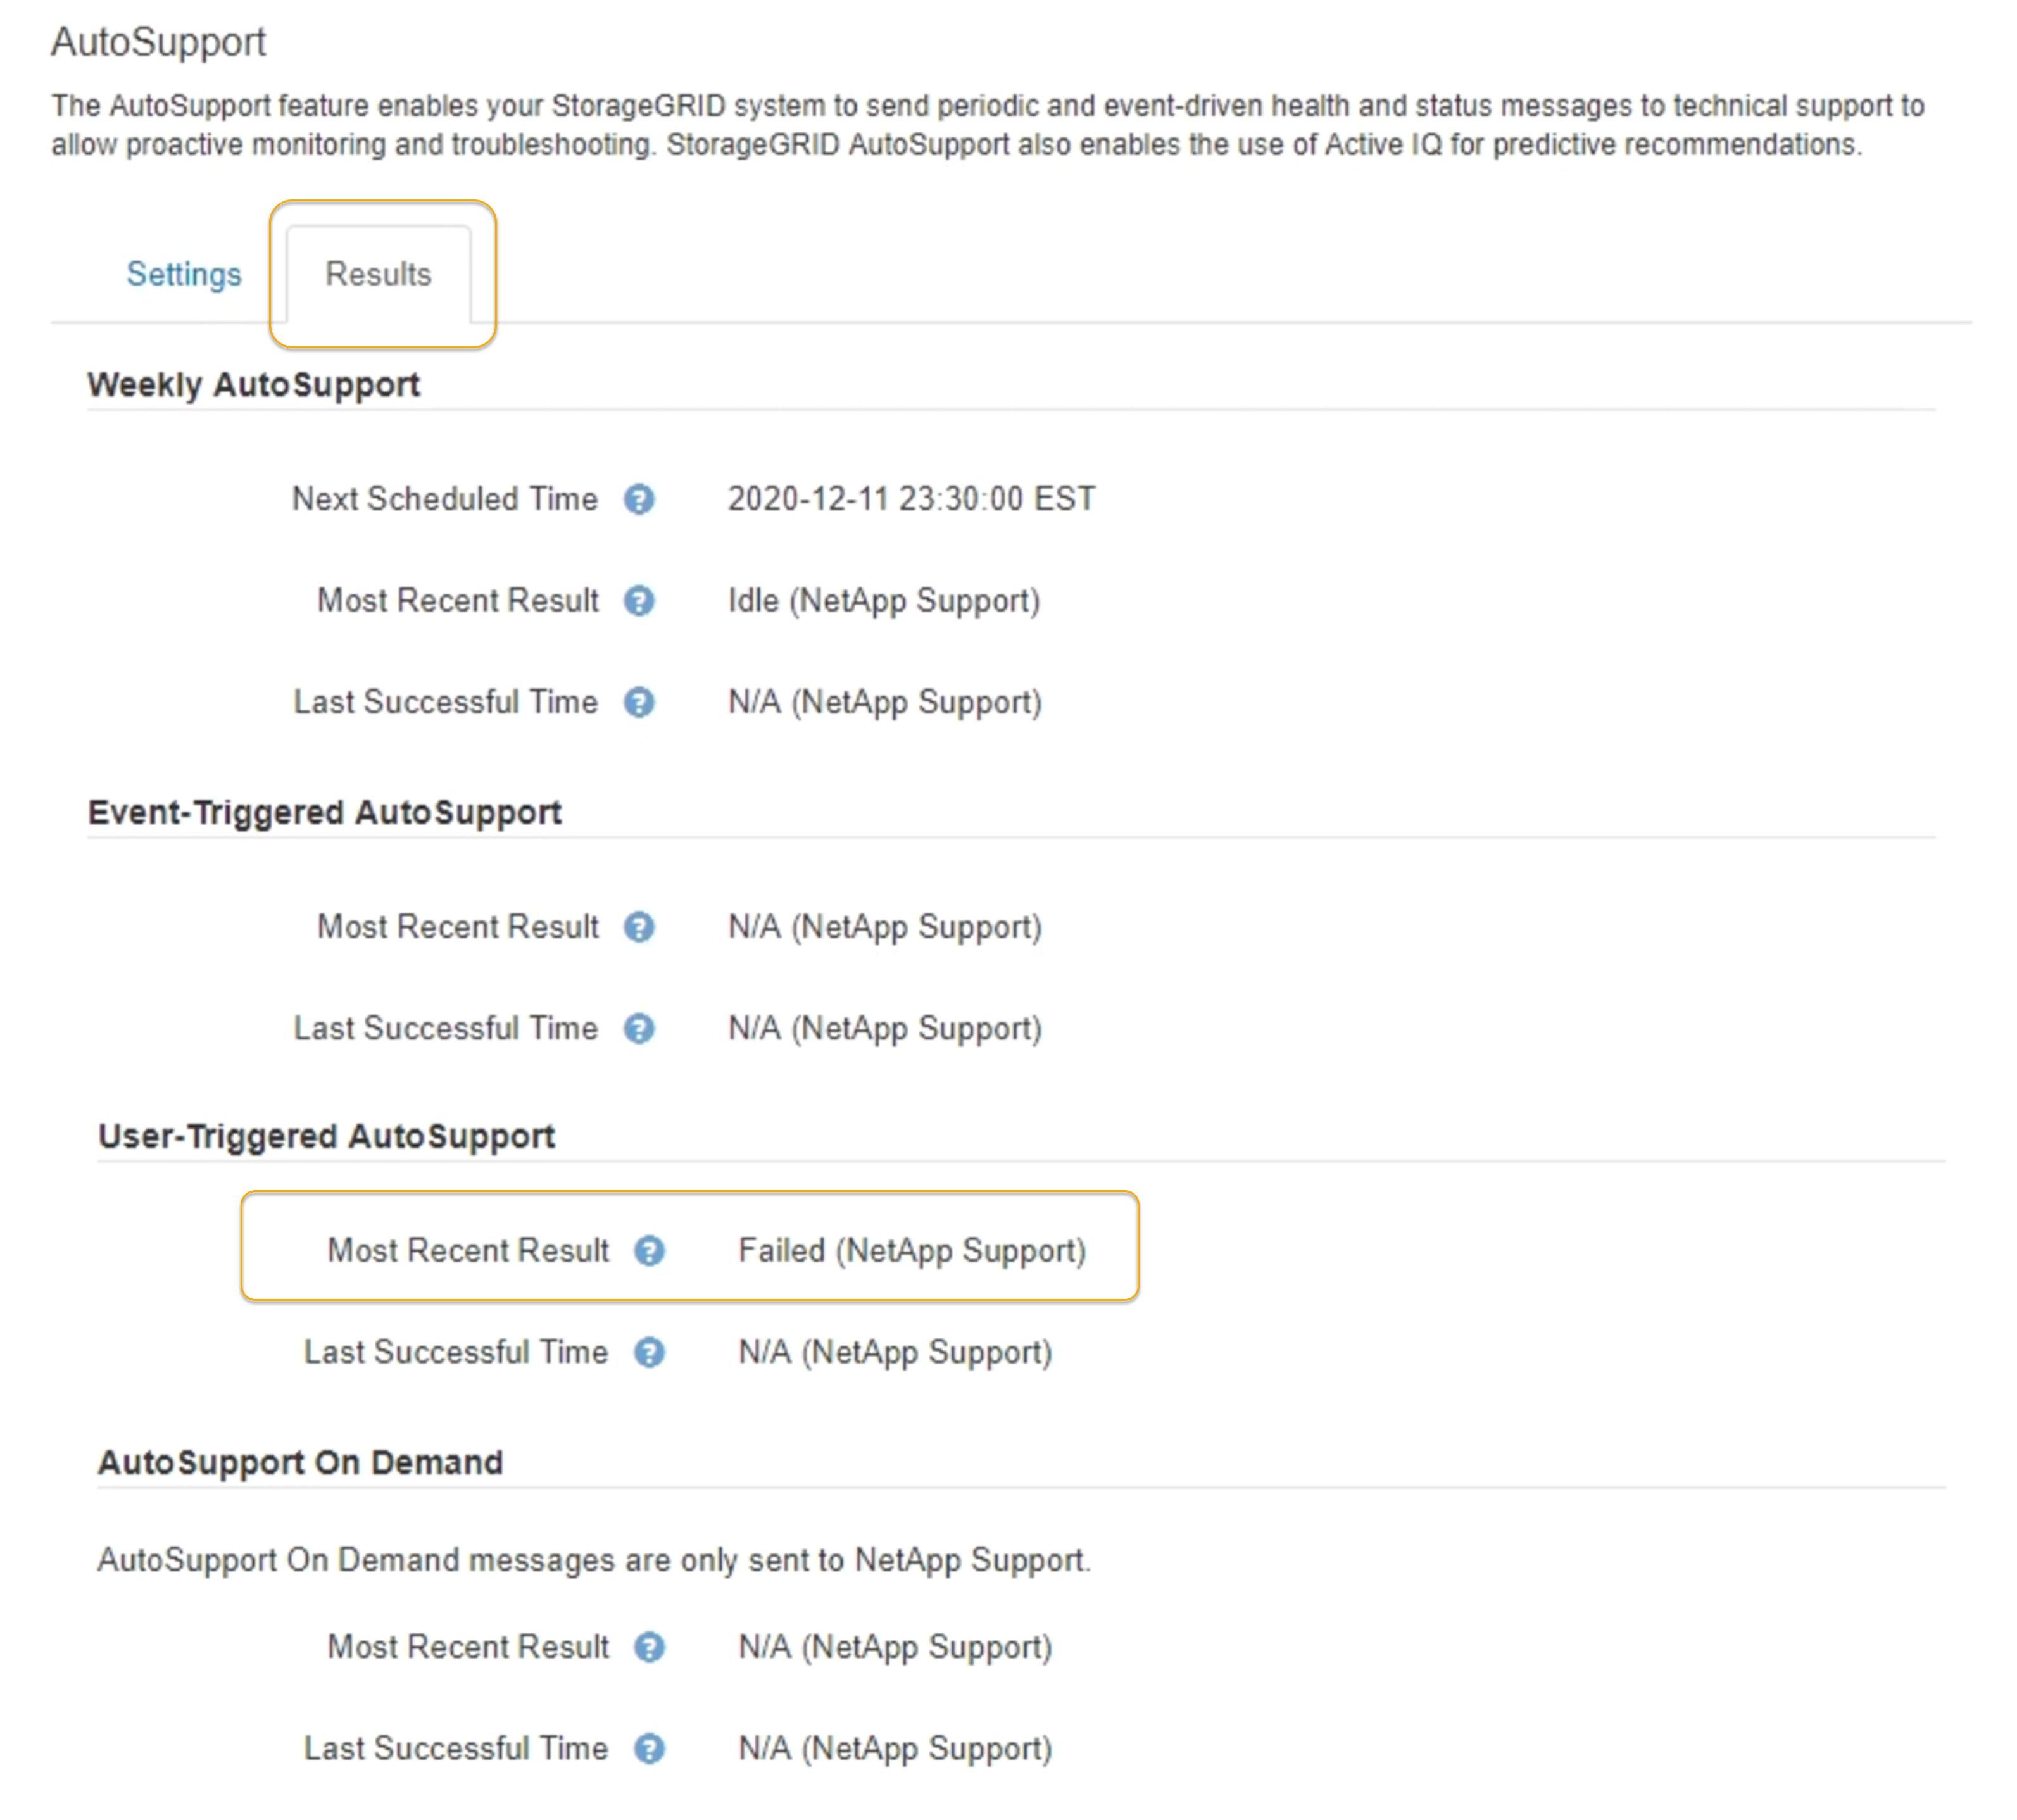 AutoSupport
The AutoSupport feature enables your StorageGRID system to send periodic and event-driven health and status messages to technical support to
allow proactive monitoring and troubleshooting. StorageGRID AutoSupport also enables the use of Active IQ for predictive recommendations.
Settings Results
Weekly AutoSupport
Next Scheduled Time ? 2020-12-11 23:30:00 EST
Most Recent Result ? Idle (NetApp Support)
Last Successful Time ? N/A (NetApp Support)
Event-Triggered AutoSupport
Most Recent Result ? N/A (NetApp Support)
Last Successful Time ? N/A (NetApp Support)
User-Triggered AutoSupport
Most Recent Result ? Failed (NetApp Support)
Last Successful Time ? N/A (NetApp Support)
AutoSupport On Demand
AutoSupport On Demand messages are only sent to NetApp Support.
Most Recent Result ? N/A (NetApp Support)
Last Successful Time ? N/A (NetApp Support)